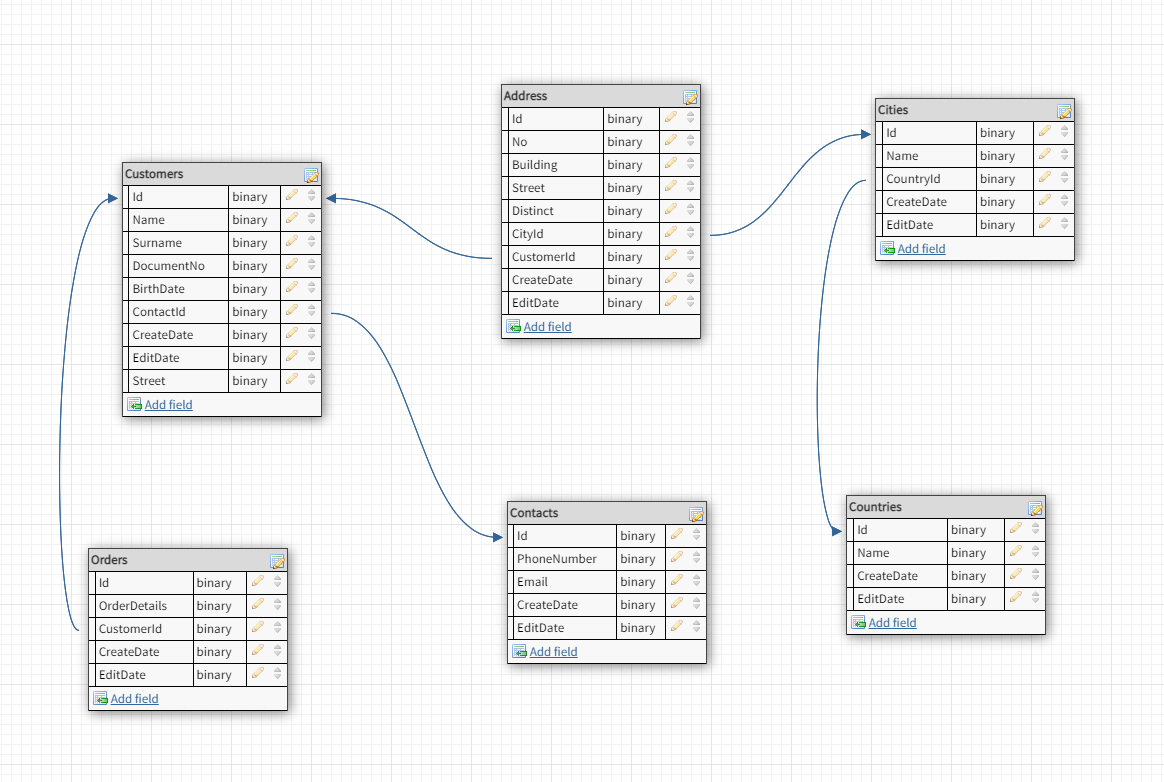 Customers
Id binary
Name binary
Surname binary
DocumentNo binary
BirthDate binary
ContactId binary
CreateDate binary
EditDate binary
Street binary
Add field
Address
Id binary
No binary
Building binary
Street binary
Distinct binary
CityId binary
CustomerId binary
CreateDate binary
EditDate binary
Add field
Cities
Id binary
Name binary
CountryId binary
CreateDate binary
EditDate binary
Add field
Orders
Id binary
OrderDetails binary
CustomerId binary
CreateDate binary
EditDate binary
Add field
Contacts
Id binary
PhoneNumber binary
Email binary
CreateDate binary
EditDate binary
Add field
Countries
Id binary
Name binary
CreateDate binary
EditDate binary
Add field